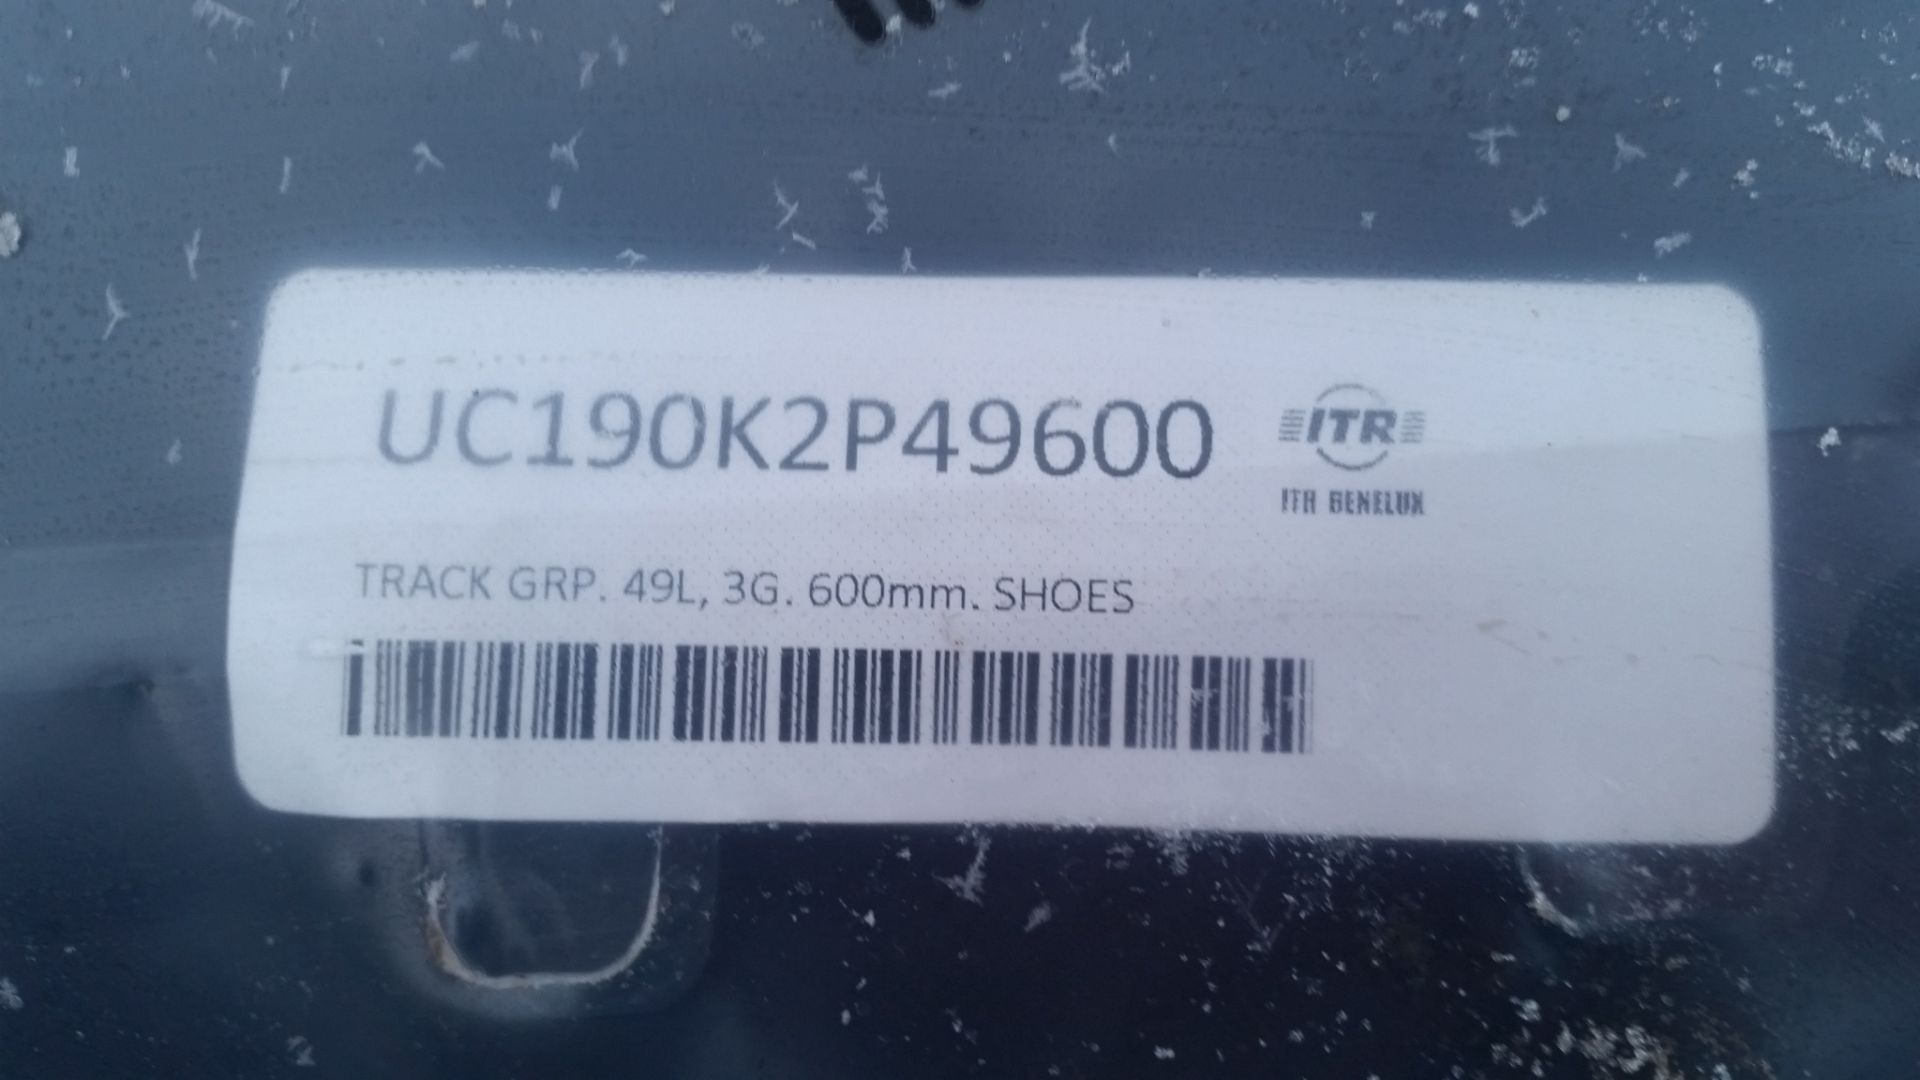 UC190K2P49600
ITR
ITR BENELUX
TRACK GRP. 49L, 3G. 600mm. SHOES